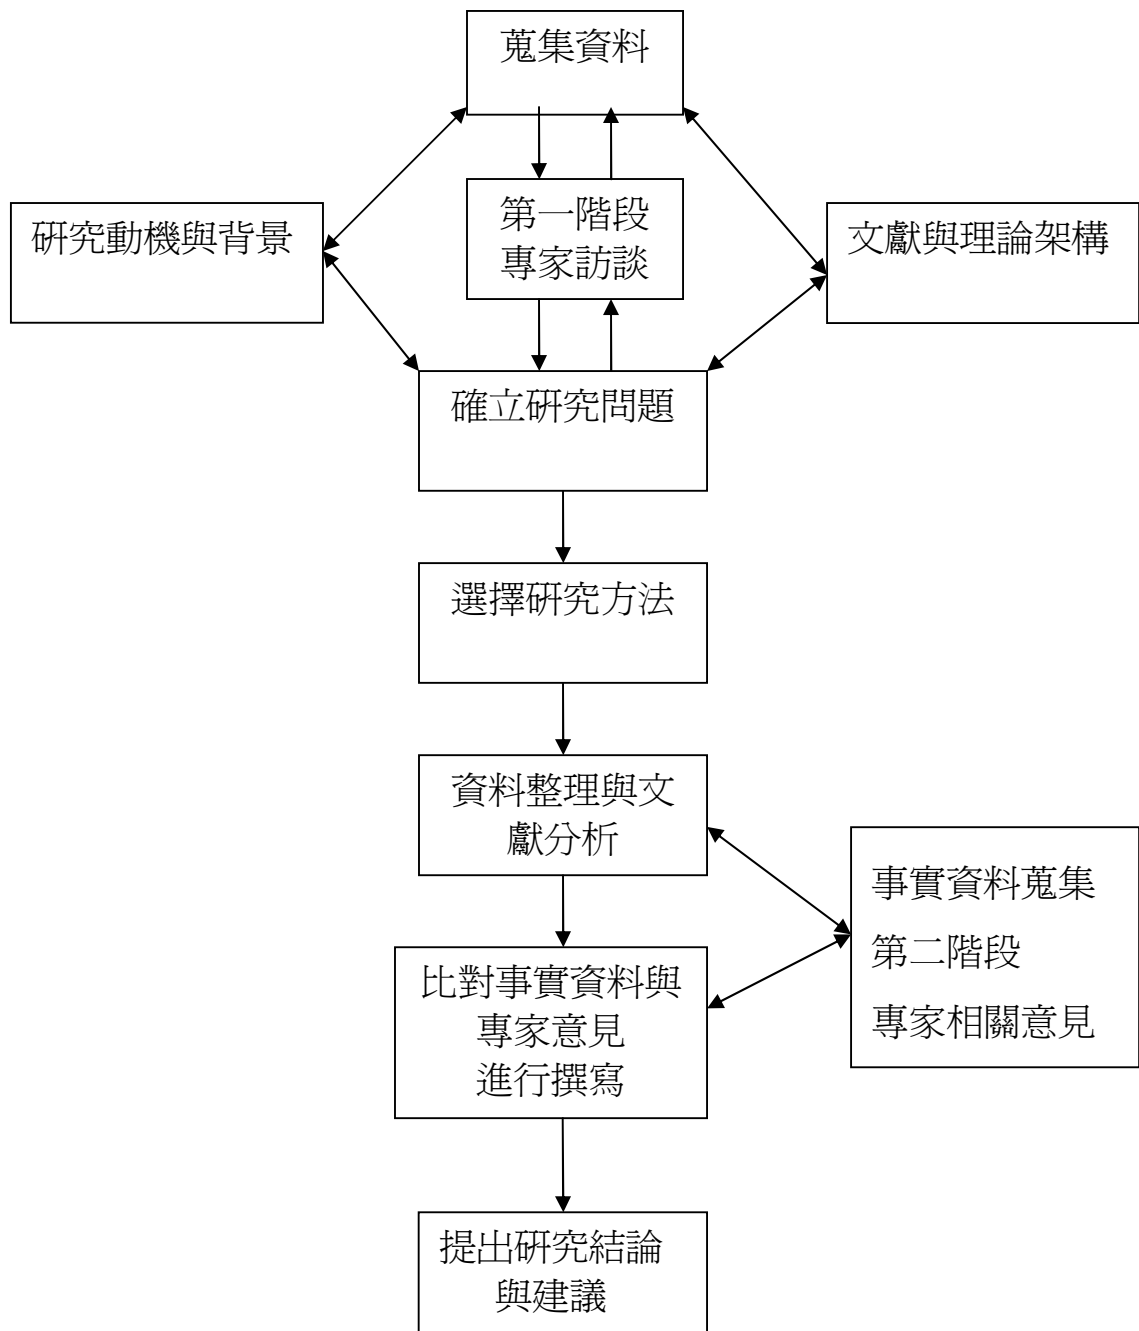 蒐集資料
第一階段
專家訪談
研究動機與背景
文獻與理論架構
確立研究問題
選擇研究方法
資料整理與文
獻分析
事實資料蒐集
第二階段
專家相關意見
比對事實資料與
專家意見
進行撰寫
提出研究結論
與建議